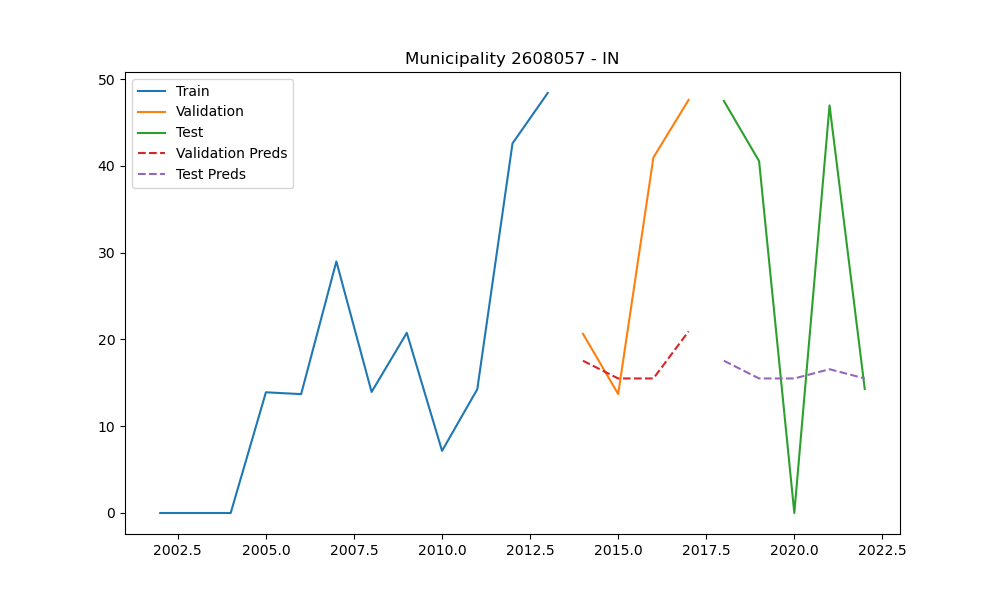 Municipality 2608057 - IN
Train
Validation
Test
Validation Preds
Test Preds
50
40
30
20
10
0
2002.5 2005.0 2007.5 2010.0 2012.5 2015.0 2017.5 2020.0 2022.5